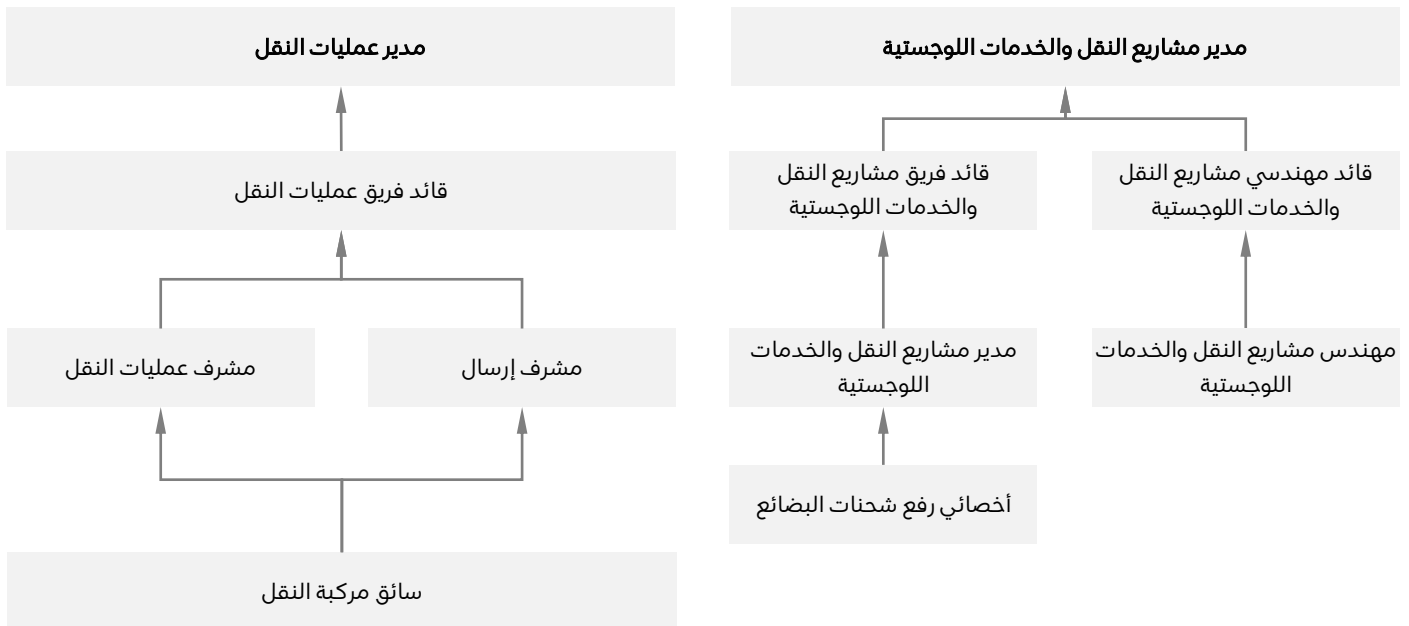 مدير مشاريع النقل والخدمات اللوجستية
قائد مهندسي مشاريع النقل
والخدمات اللوجستية
قائد فريق مشاريع النقل
والخدمات اللوجستية
مهندس مشاريع النقل والخدمات
اللوجستية
مدير مشاريع النقل والخدمات
اللوجستية
أخصائي رفع شحنات البضائع
مدير عمليات النقل
قائد فريق عمليات النقل
مشرف إرسال
مشرف عمليات النقل
سائق مركبة النقل